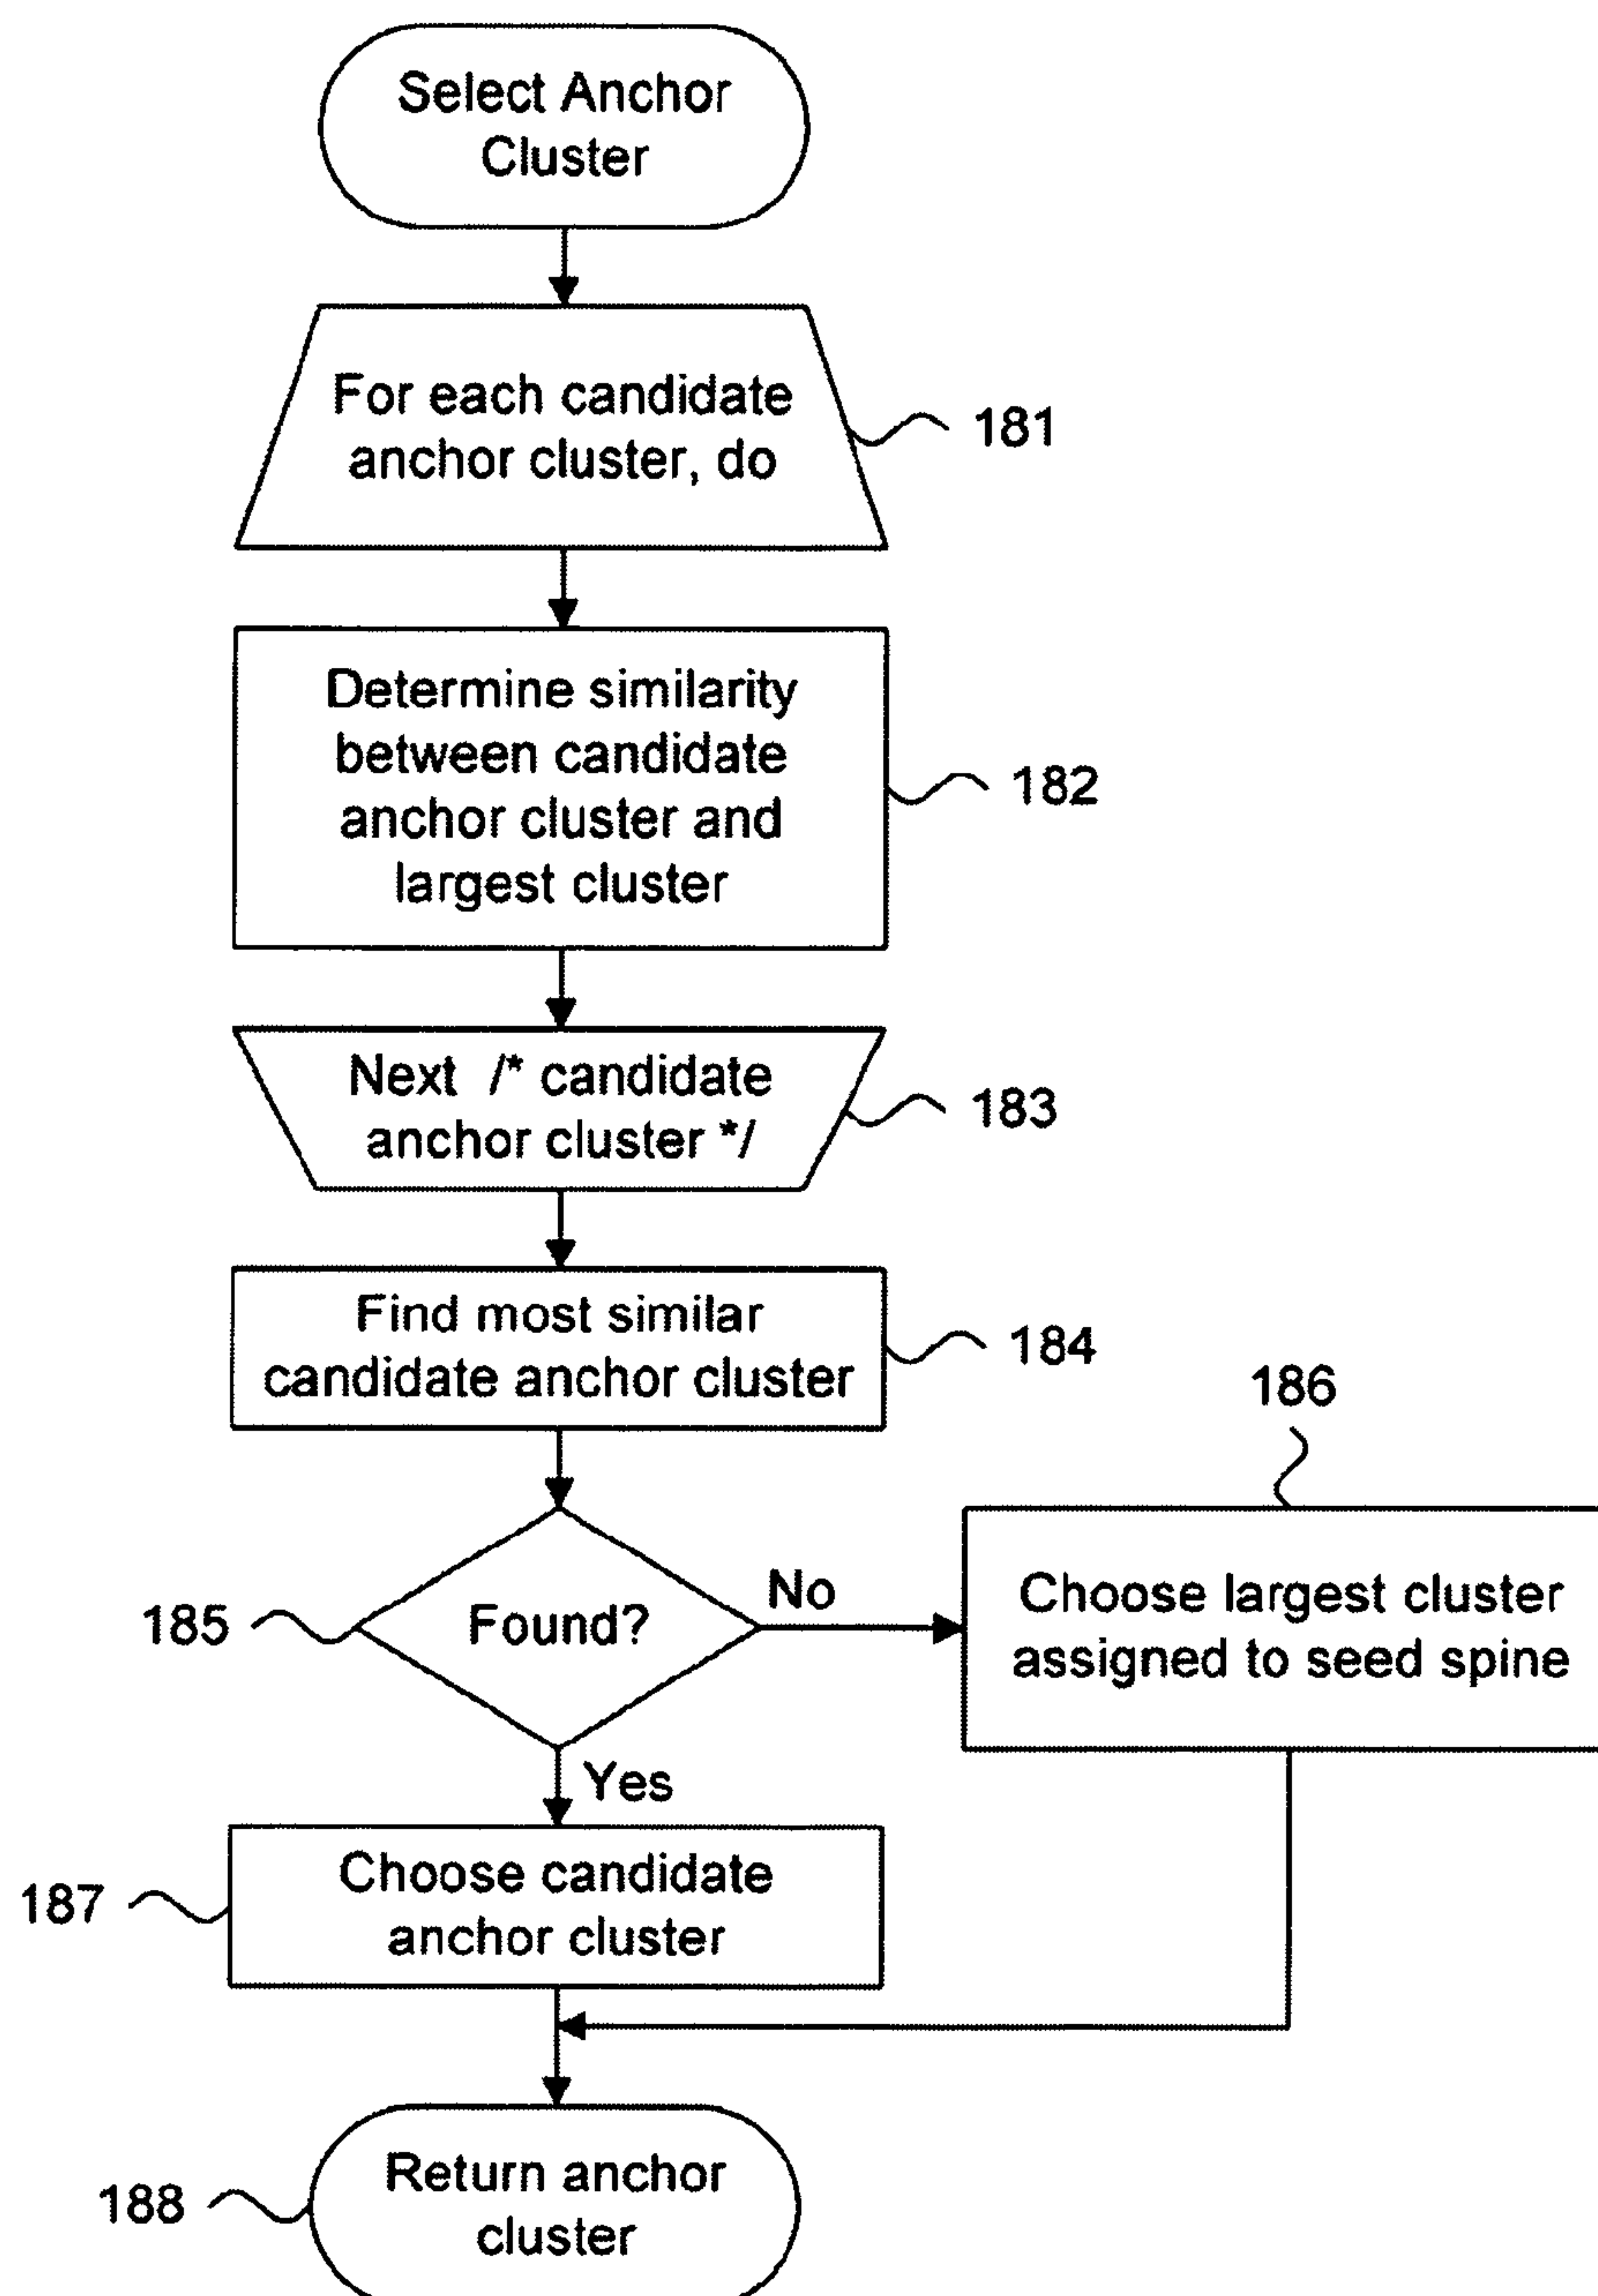 Select Anchor
Cluster
For each candidate
anchor cluster, do
181
Determine similarity
between candidate
anchor cluster and
largest cluster
182
Next /* candidate
anchor cluster */
183
Find most similar
candidate anchor cluster
184
186
185
Found?
No
Choose largest cluster
assigned to seed spine
Yes
187
Choose candidate
anchor cluster
188
Return anchor
cluster